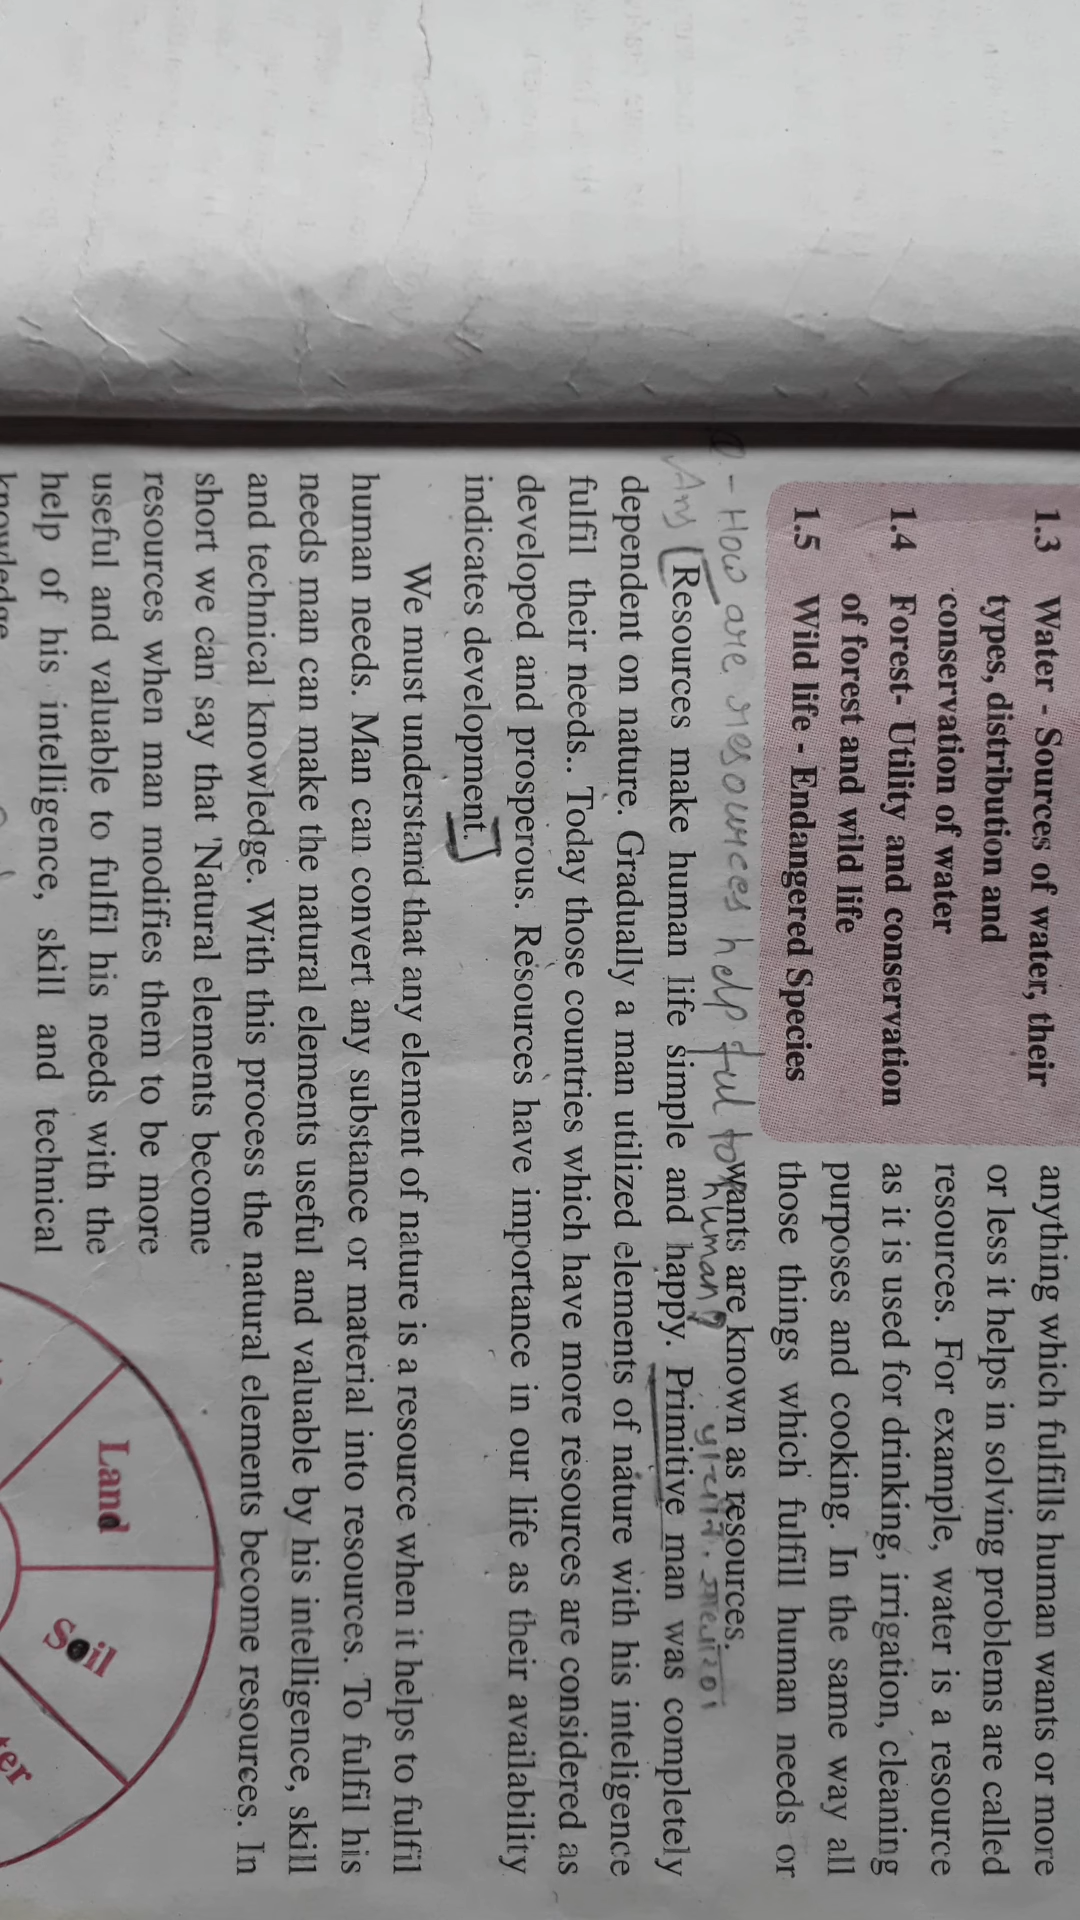 1.3 Water - Sources of water, their
types, distribution and
conservation of water
1.4 Forest- Utility and conservation
of forest and wild life
1.5 Wild life - Endangered Species
anything which fulfills human wants or more
or less it helps in solving problems are called
resources. For example, water is a resource
as it is used for drinking, irrigation, cleaning
purposes and cooking. In the same way all
those things which fulfill human needs or
wants are known as resources.
Q - How are resources help ful to human?
Ans
Resources make human life simple and happy. Primitive man was completely
dependent on nature. Gradually a man utilized elements of nature with his inteligence
fulfil their needs.. Today those countries which have more resources are considered as
developed and prosperous. Resources have importance in our life as their availability
indicates development.
We must understand that any element of nature is a resource when it helps to fulfil
human needs. Man can convert any substance or material into resources. To fulfil his
needs man can make the natural elements useful and valuable by his intelligence, skill
and technical knowledge. With this process the natural elements become resources. In
short we can say that 'Natural elements become
resources when man modifies them to be more
useful and valuable to fulfil his needs with the
help of his intelligence, skill and technical
knowledge
Land
Soil